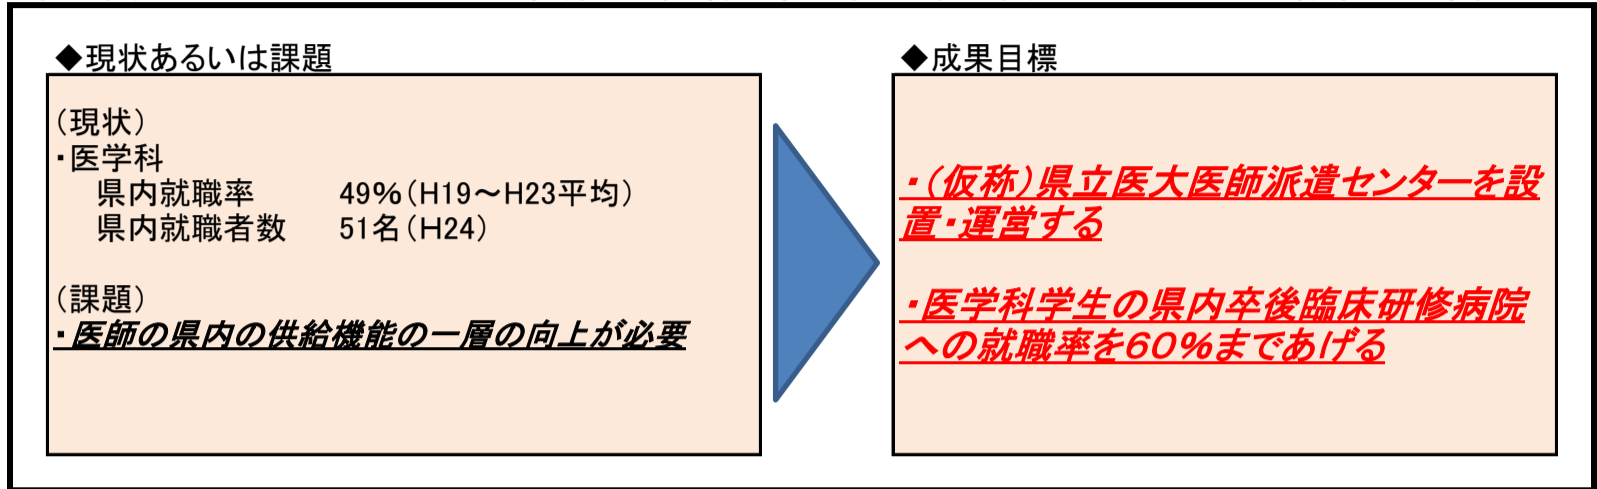 ◆現状あるいは課題
(現状)
・医学科
県内就職率 49%(H19～H23平均)
県内就職者数 51名(H24)
(課題)
・医師の県内の供給機能の一層の向上が必要
◆成果目標
・(仮称)県立医大医師派遣センターを設
置・運営する
・医学科学生の県内卒後臨床研修病院
への就職率を60%まであげる